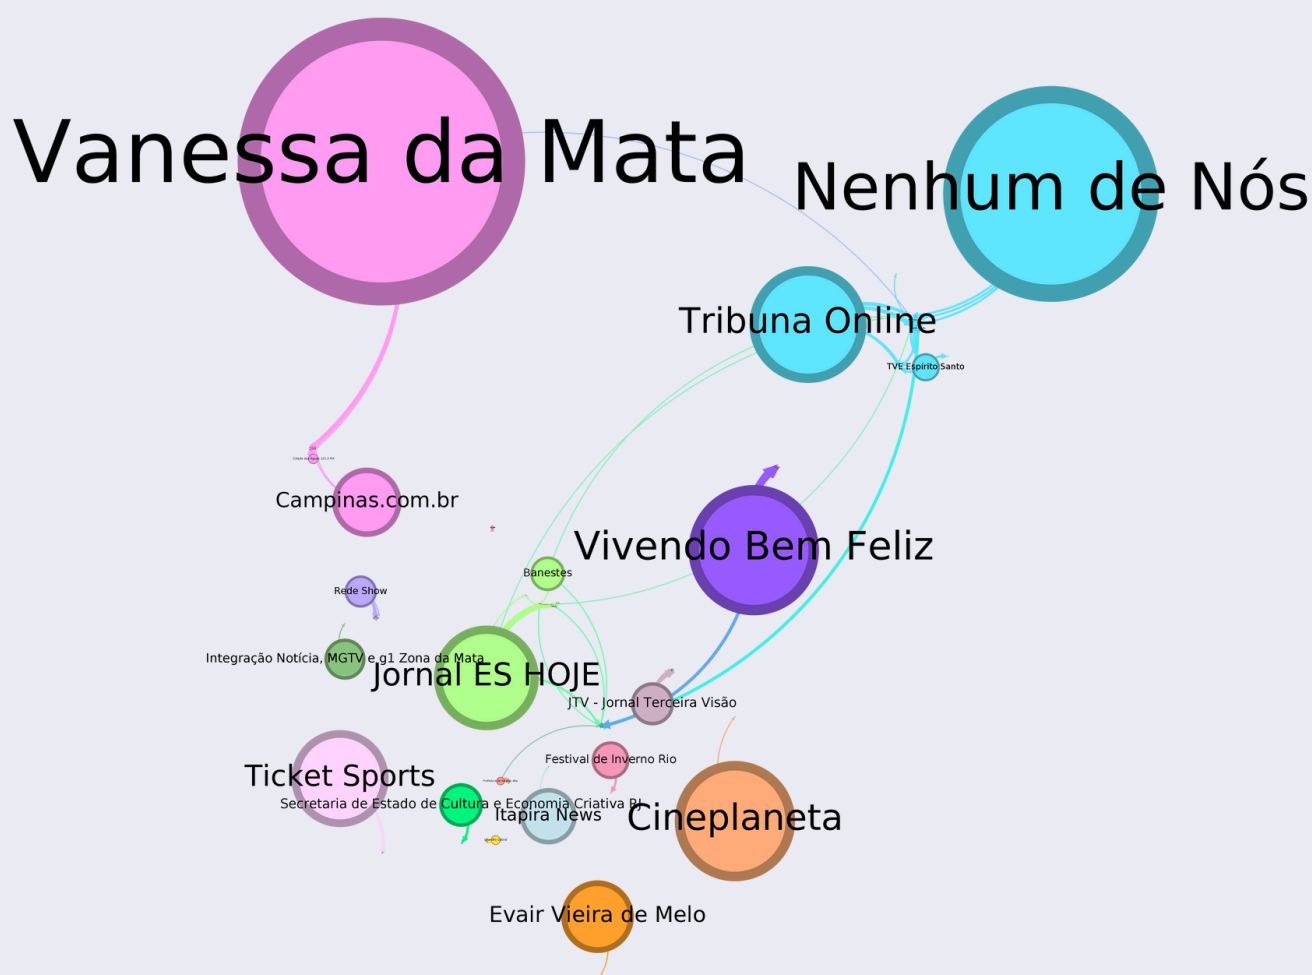 Vanessa da Mata
Nenhum de Nós
Tribuna Online
TVE Espírito Santo
Campinas.com.br
Vivendo Bem Feliz
Banestes
Rede Show
Integração Notícia, MGTV e g1 Zona da Mata
Jornal ES HOJE
JTV - Jornal Terceira Visão
Festival de Inverno Rio
Ticket Sports
Secretaria de Estado de Cultura e Economia Criativa RJ
Itapira News
Cineplaneta
Evair Vieira de Melo